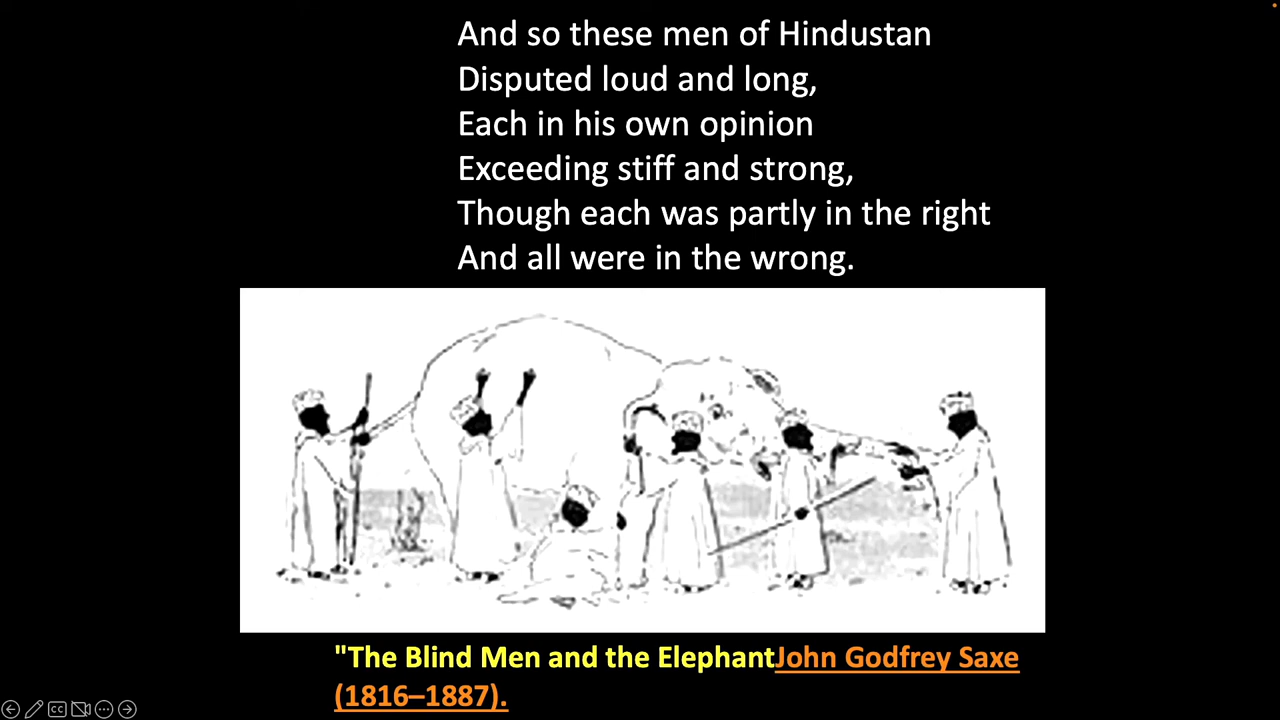 And so these men of Hindustan
Disputed loud and long,
Each in his own opinion
Exceeding stiff and strong,
Though each was partly in the right
And all were in the wrong.
"The Blind Men and the ElephantJohn Godfrey Saxe
(1816–1887).
CC